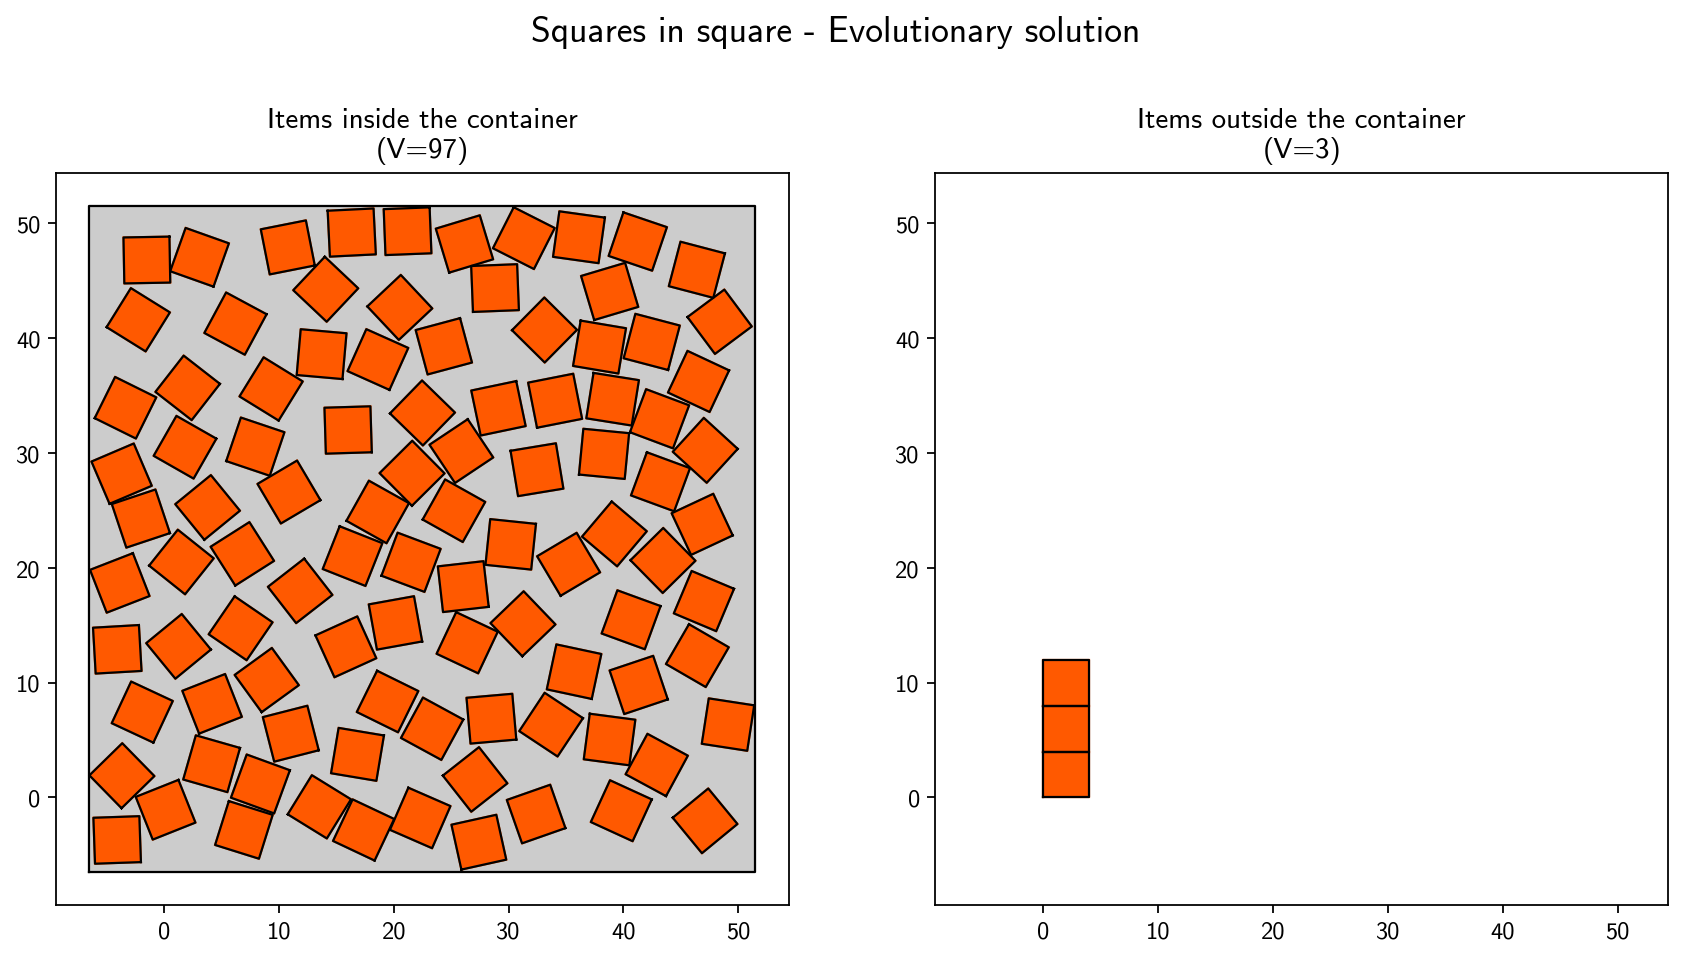 Squares in square - Evolutionary solution
Items inside the container
(V=97)
50
40
30
20
10
0
0 10 20 30 40 50
Items outside the container
(V=3)
50
40
30
20
10
0
0 10 20 30 40 50